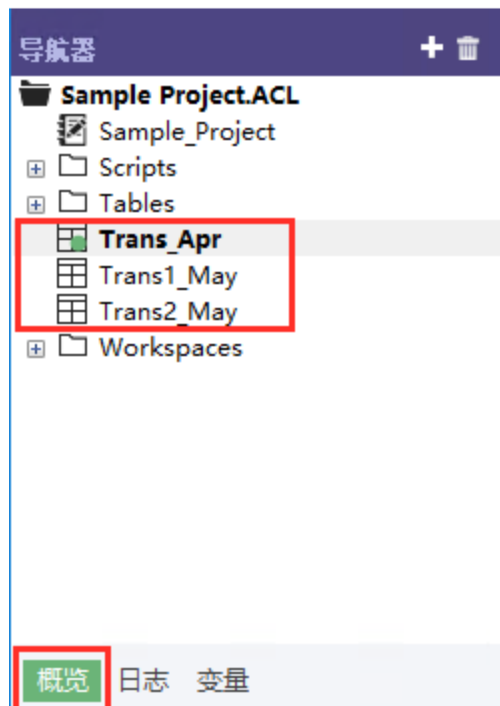 导航器
Sample Project.ACL
Sample_Project
Scripts
Tables
Trans_Apr
Trans1_May
Trans2_May
Workspaces
概览 日志 变量